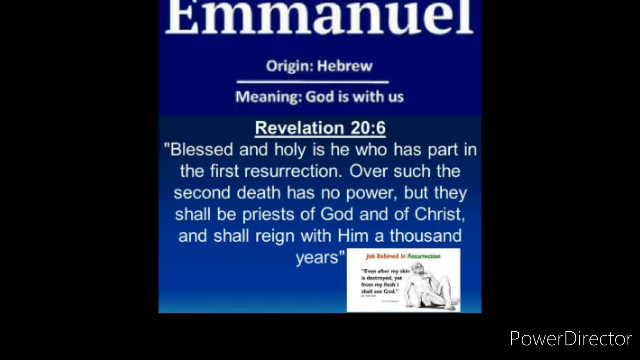 Emmanuel
Origin: Hebrew
Meaning: God is with us
Revelation 20:6
"Blessed and holy is he who has part in
the first resurrection. Over such the
second death has no power, but they
shall be priests of God and of Christ,
and shall reign with Him a thousand
years"
Job Believed in Resurrection
"Even after my skin
is destroyed, yet
from my flesh I
shall see God."
PowerDirector